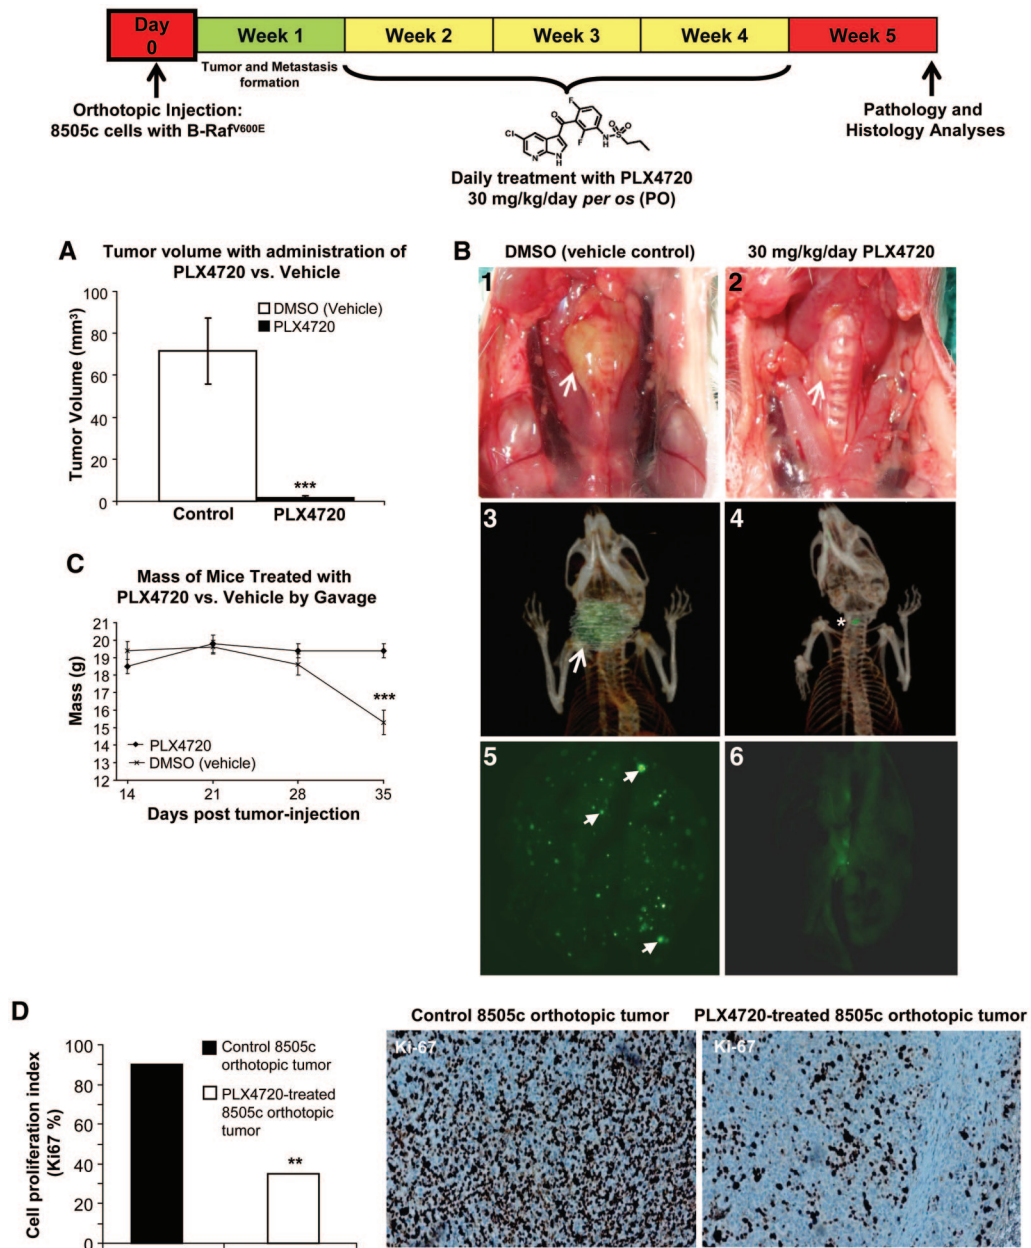 Day
0
Week 1
Week 2
Week 3
Week 4
Week 5
Tumor and Metastasis
formation
Orthotopic Injection:
8505c cells with B-RafV600E
Pathology and
Histology Analyses
Cl
N
N
H
O
F
F
N
H
S
O
O
Daily treatment with PLX4720
30 mg/kg/day per os (PO)
A
Tumor volume with administration of
PLX4720 vs. Vehicle
Tumor Volume (mm³)
100
80
60
40
20
0
DMSO (Vehicle)
PLX4720
***
Control
PLX4720
B
DMSO (vehicle control)
30 mg/kg/day PLX4720
1
2
3
4
*
5
6
C
Mass of Mice Treated with
PLX4720 vs. Vehicle by Gavage
Mass (g)
21
20
19
18
17
16
15
14
13
12
***
PLX4720
DMSO (vehicle)
14
21
28
35
Days post tumor-injection
D
Cell proliferation index
(Ki67 %)
100
80
60
40
20
0
Control 8505c
orthotopic tumor
PLX4720-treated
8505c orthotopic
tumor
**
Control 8505c orthotopic tumor
PLX4720-treated 8505c orthotopic tumor
Ki-67
Ki-67